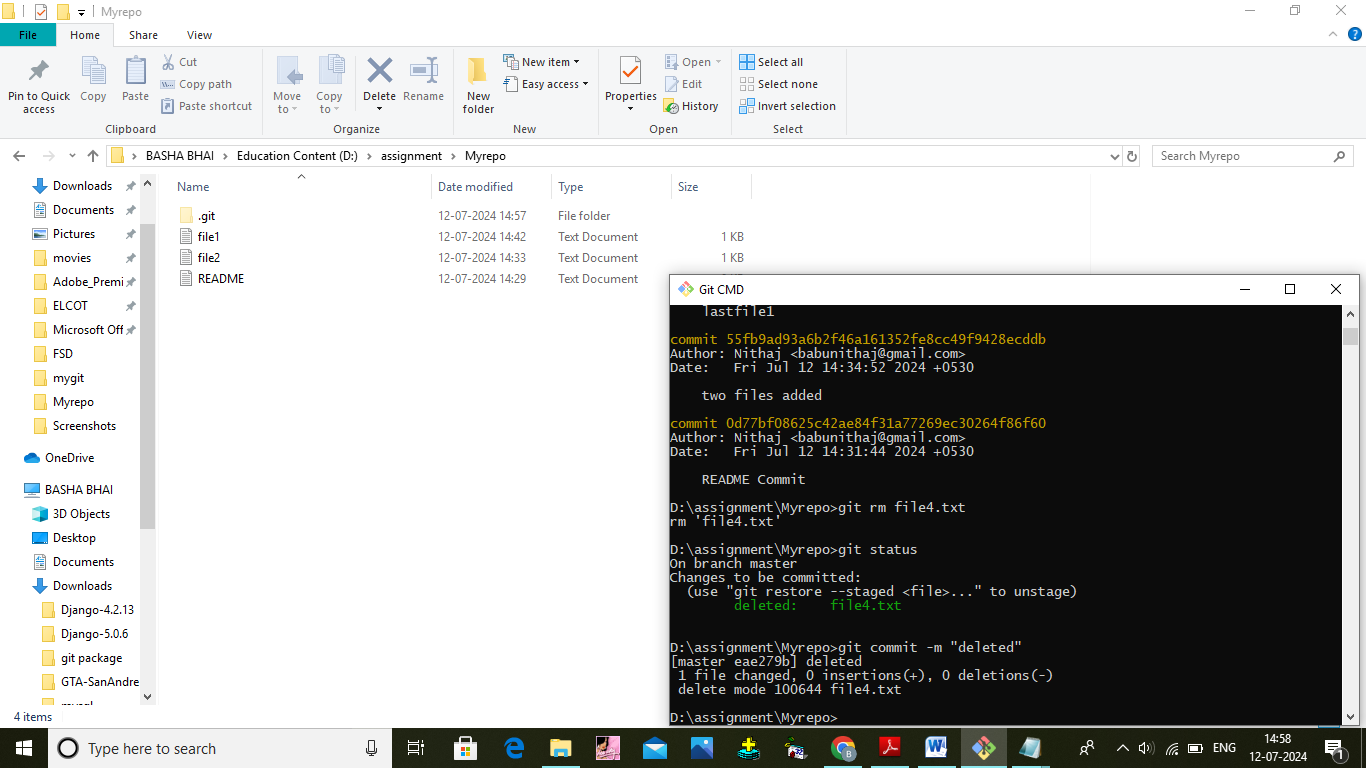 Myrepo
File Home Share View
Pin to Quick access
Copy
Paste
Cut
Copy path
Paste shortcut
Clipboard
Move to
Copy to
Delete
Rename
Organize
New folder
New item
Easy access
New
Properties
Open
Edit
History
Open
Select all
Select none
Invert selection
Select
BASHA BHAI > Education Content (D:) > assignment > Myrepo
Search Myrepo
Name Date modified Type Size
.git 12-07-2024 14:57 File folder
file1 12-07-2024 14:42 Text Document 1 KB
file2 12-07-2024 14:33 Text Document 1 KB
README 12-07-2024 14:29 Text Document
Downloads
Documents
Pictures
movies
Adobe_Premi
ELCOT
Microsoft Off
FSD
mygit
Myrepo
Screenshots
OneDrive
BASHA BHAI
3D Objects
Desktop
Documents
Downloads
Django-4.2.13
Django-5.0.6
git package
GTA-SanAndre
4 items
Git CMD
lastfile1
commit 55fb9ad93a6b2f46a161352fe8cc49f9428ecddb
Author: Nithaj <babunithaj@gmail.com>
Date: Fri Jul 12 14:34:52 2024 +0530
two files added
commit 0d77bf08625c42ae84f31a77269ec30264f86f60
Author: Nithaj <babunithaj@gmail.com>
Date: Fri Jul 12 14:31:44 2024 +0530
README Commit
D:\assignment\Myrepo>git rm file4.txt
rm 'file4.txt'
D:\assignment\Myrepo>git status
On branch master
Changes to be committed:
(use "git restore --staged <file>..." to unstage)
deleted: file4.txt
D:\assignment\Myrepo>git commit -m "deleted"
[master eae279b] deleted
1 file changed, 0 insertions(+), 0 deletions(-)
delete mode 100644 file4.txt
D:\assignment\Myrepo>
Type here to search
ENG
14:58
12-07-2024
1